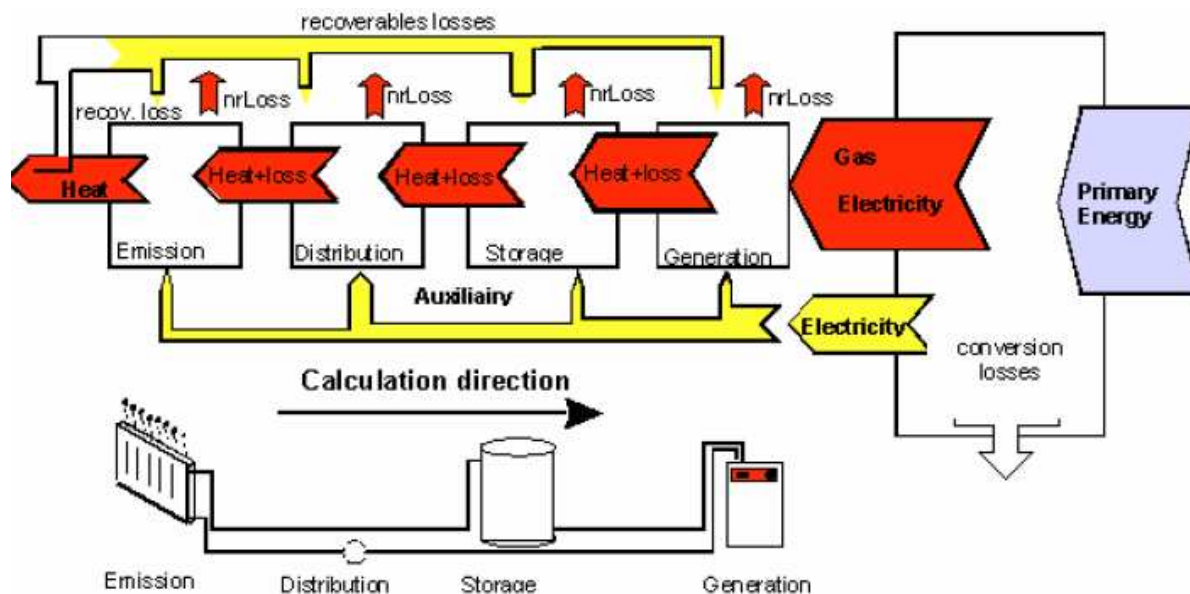 recoverables losses
nrLoss
nrLoss
nrLoss
nrLoss
recov. loss
Heat
Heat+loss
Heat+loss
Heat+loss
Gas
Electricity
Primary
Energy
Emission
Distribution
Storage
Generation
Auxiliairy
Electricity
conversion
losses
Calculation direction
Emission
Distribution
Storage
Generation